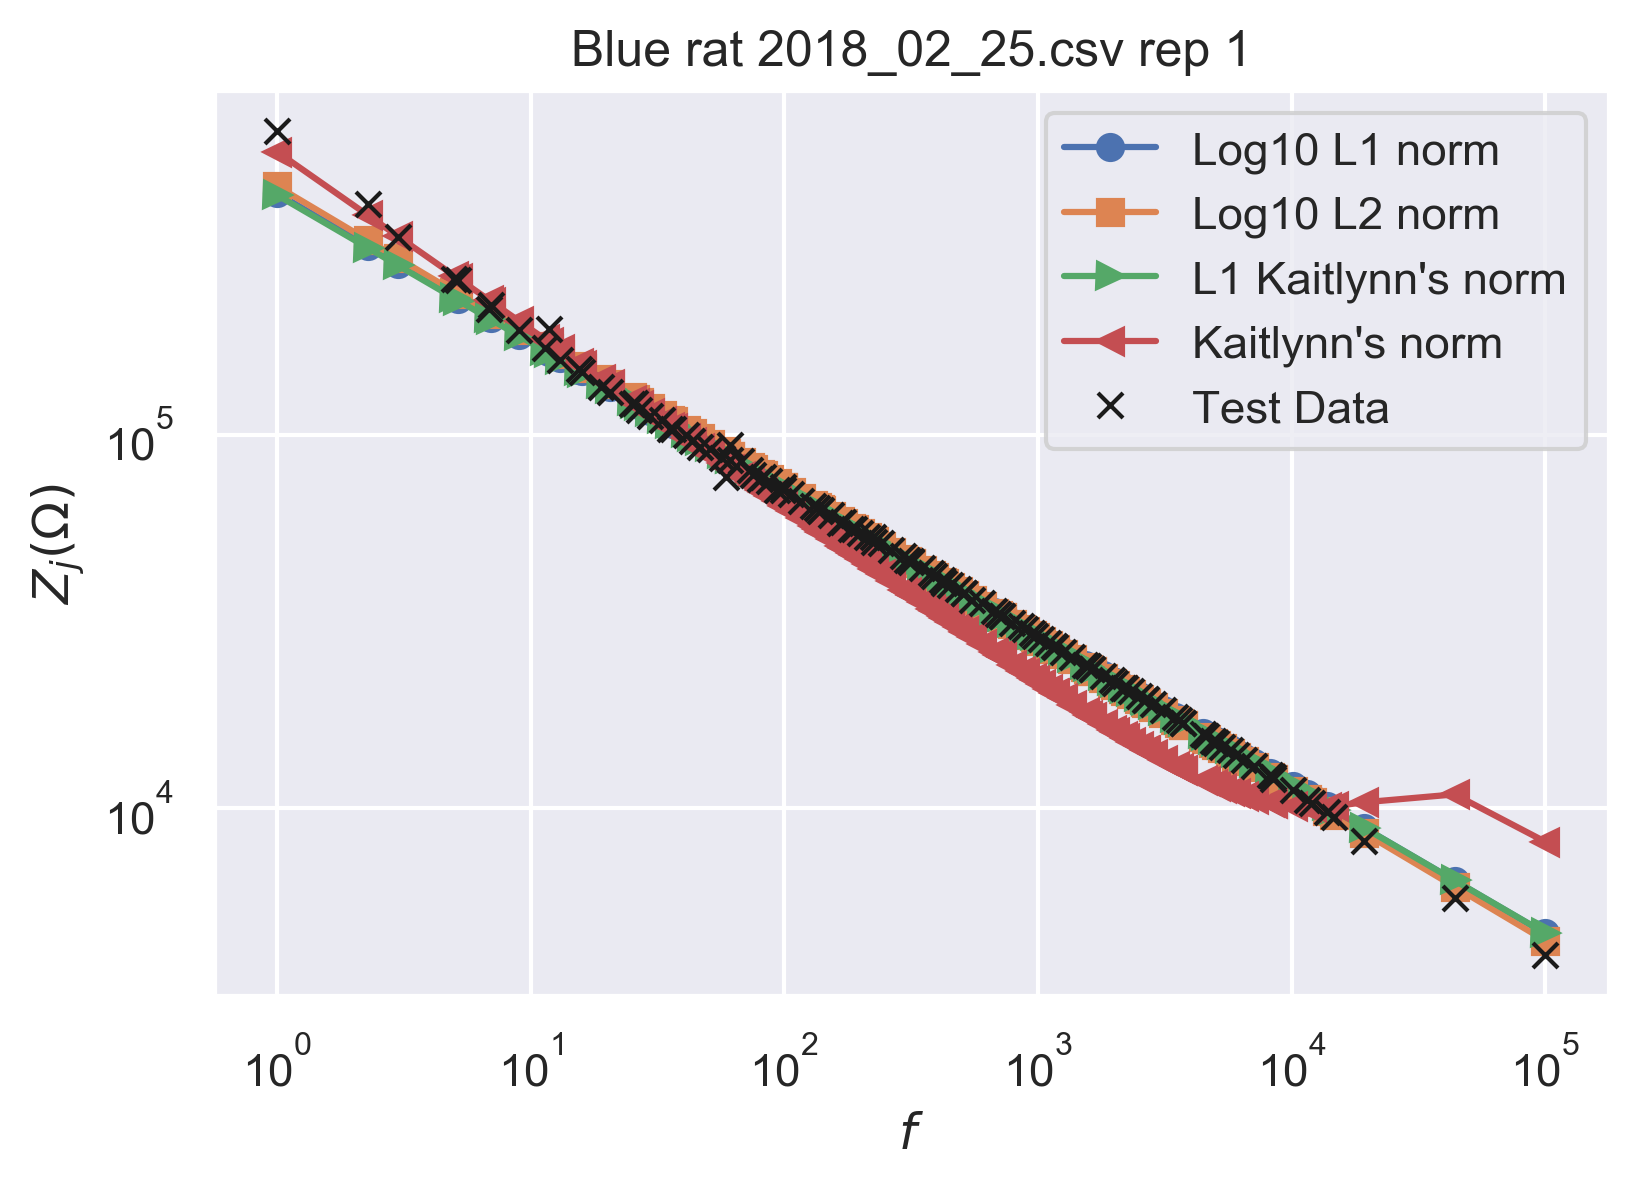 Blue rat 2018_02_25.csv rep 1
Log10 L1 norm
Log10 L2 norm
L1 Kaitlynn's norm
Kaitlynn's norm
Test Data
Z_j(Ω)
10^5
10^4
10^0 10^1 10^2 10^3 10^4 10^5
f